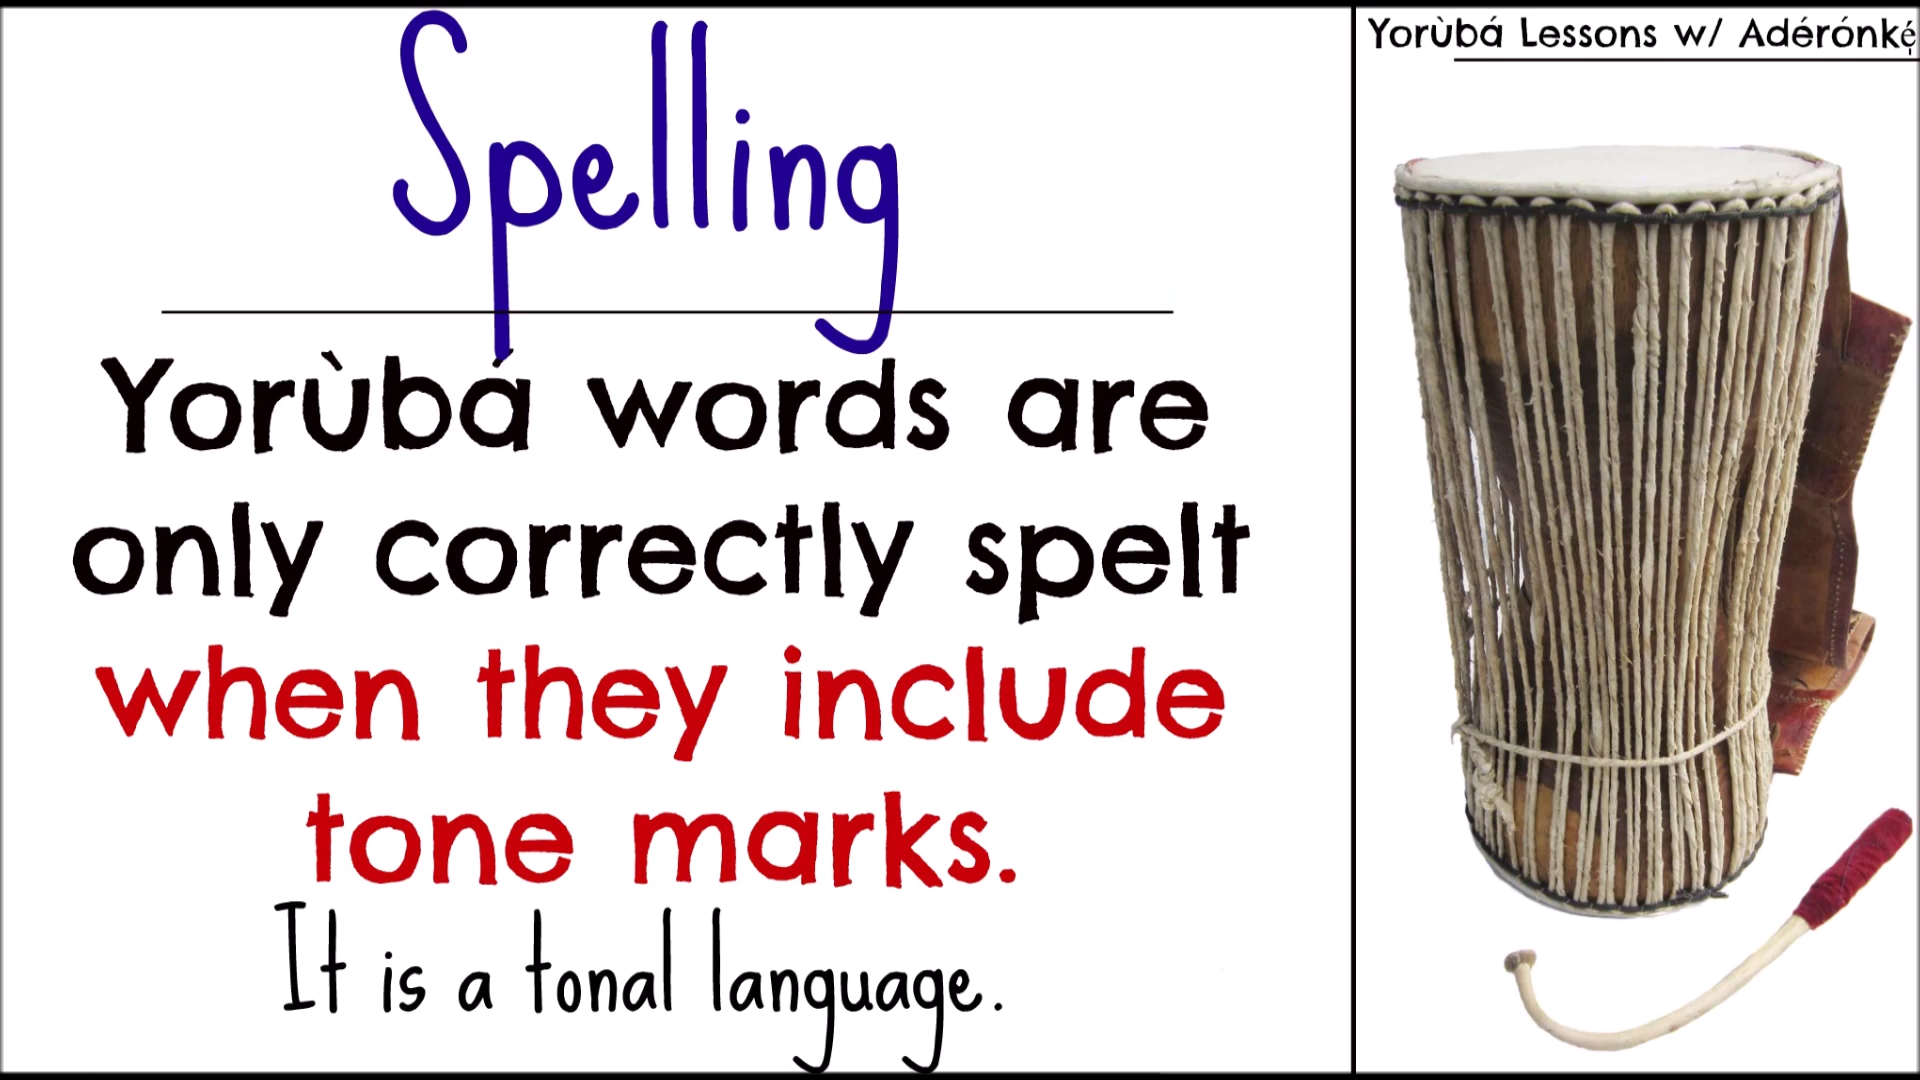 Spelling
Yorùbá words are
only correctly spelt
when they include
tone marks.
It is a tonal language.
Yorùbá Lessons w/ Adérónkẹ́